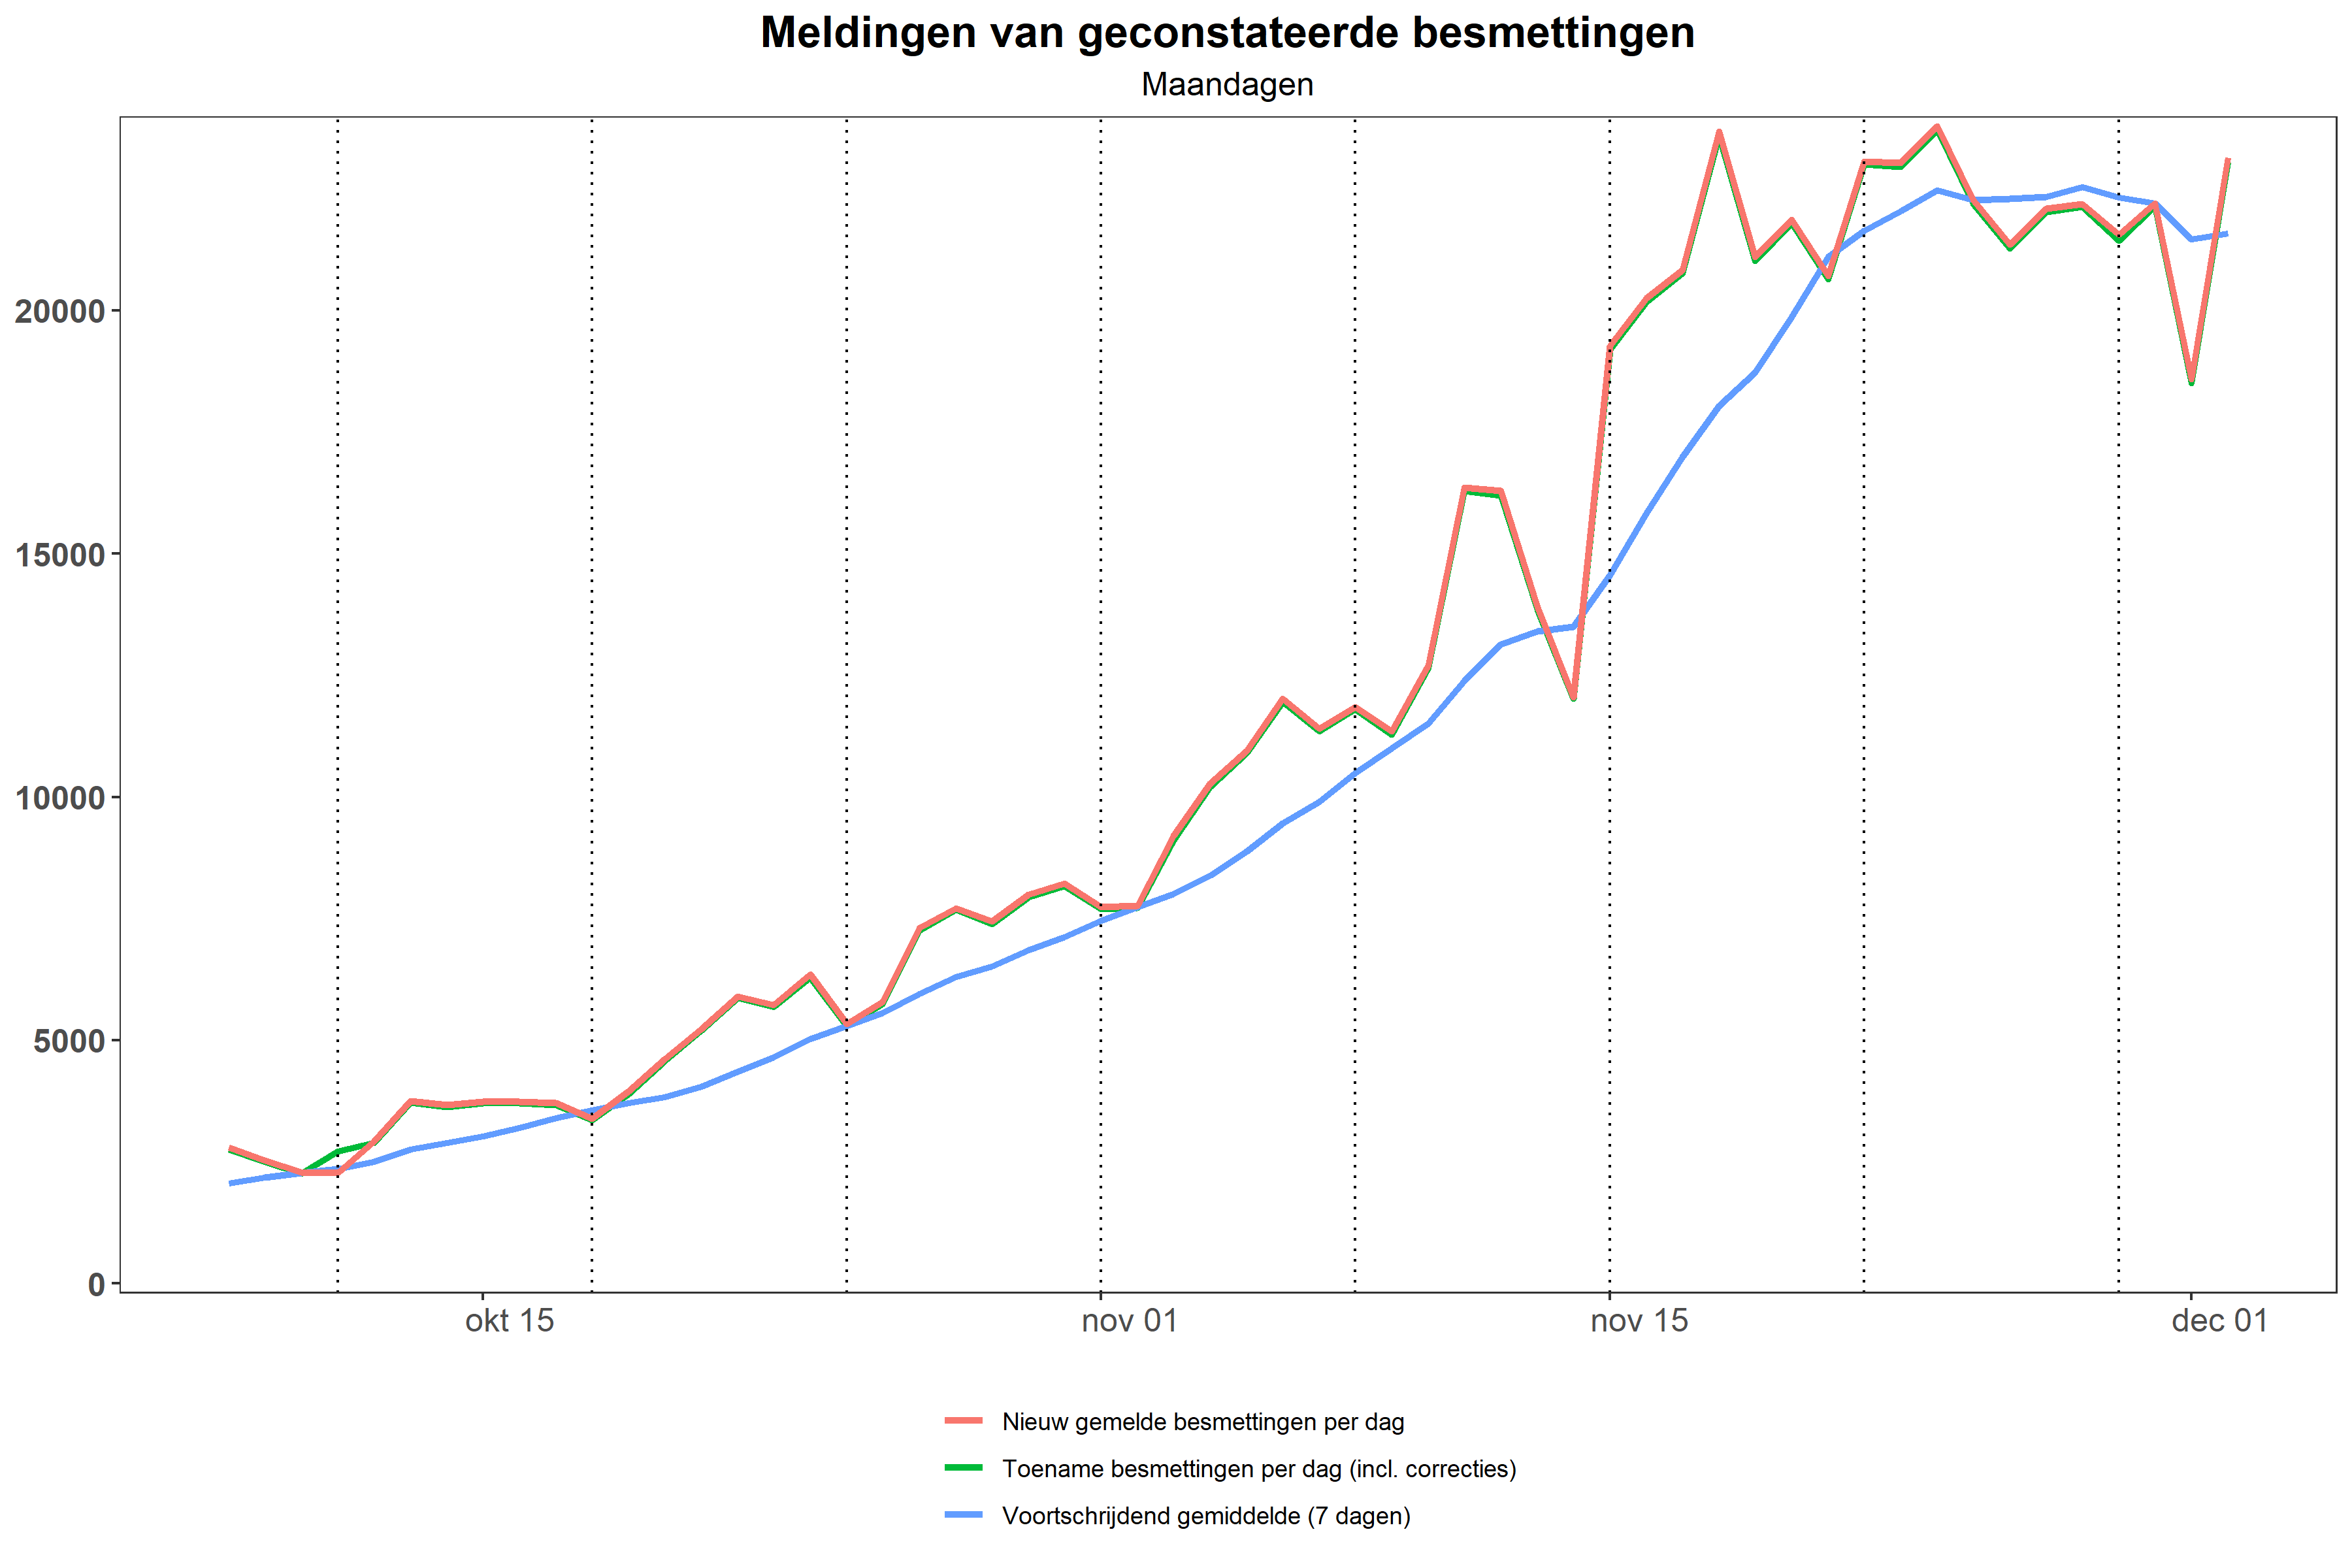 Meldingen van geconstateerde besmettingen
Maandagen
20000
15000
10000
5000
0
okt 15
nov 01
nov 15
dec 01
Nieuw gemelde besmettingen per dag
Toename besmettingen per dag (incl. correcties)
Voortschrijdend gemiddelde (7 dagen)